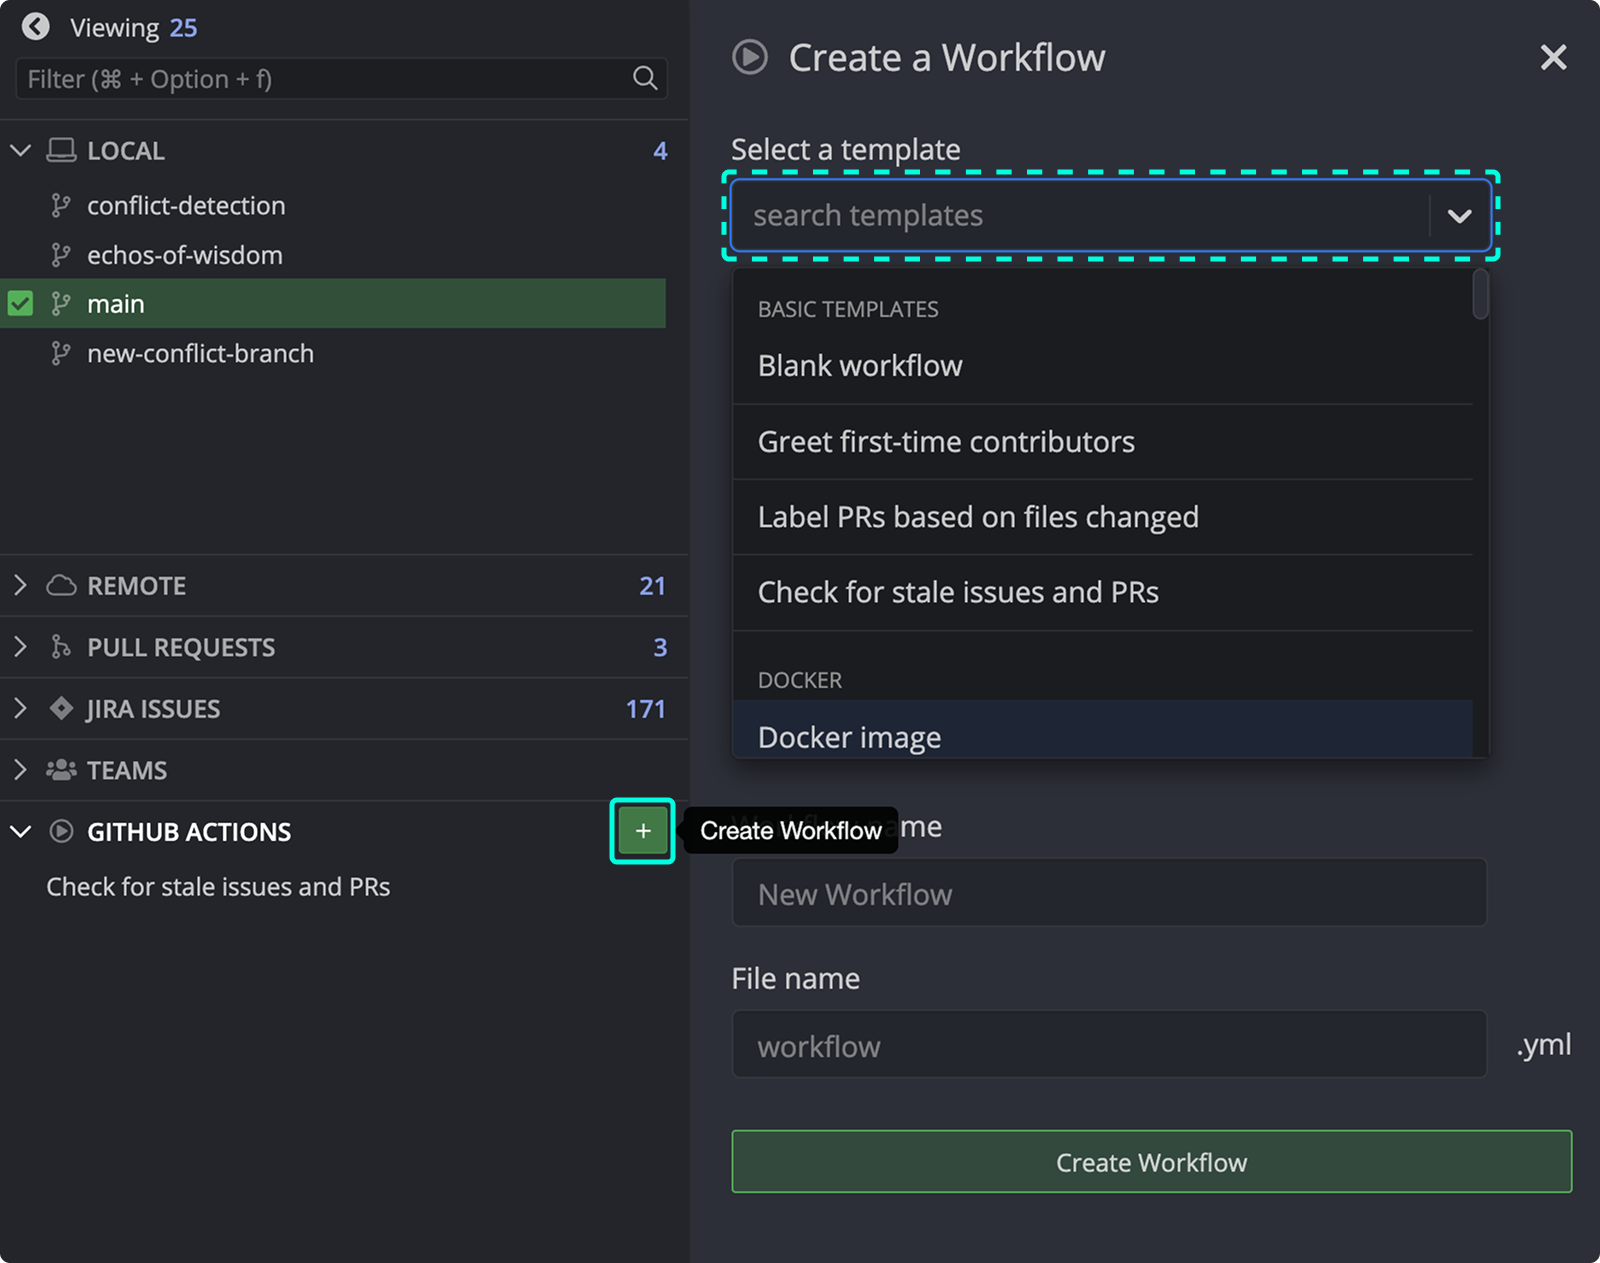 Viewing 25
Filter (⌘ + Option + f)
LOCAL 4
conflict-detection
echos-of-wisdom
main
new-conflict-branch
REMOTE 21
PULL REQUESTS 3
JIRA ISSUES 171
TEAMS
GITHUB ACTIONS +
Create Workflow
Check for stale issues and PRs
Create a Workflow
Select a template
search templates
BASIC TEMPLATES
Blank workflow
Greet first-time contributors
Label PRs based on files changed
Check for stale issues and PRs
DOCKER
Docker image
Workflow name
New Workflow
File name
workflow
.yml
Create Workflow